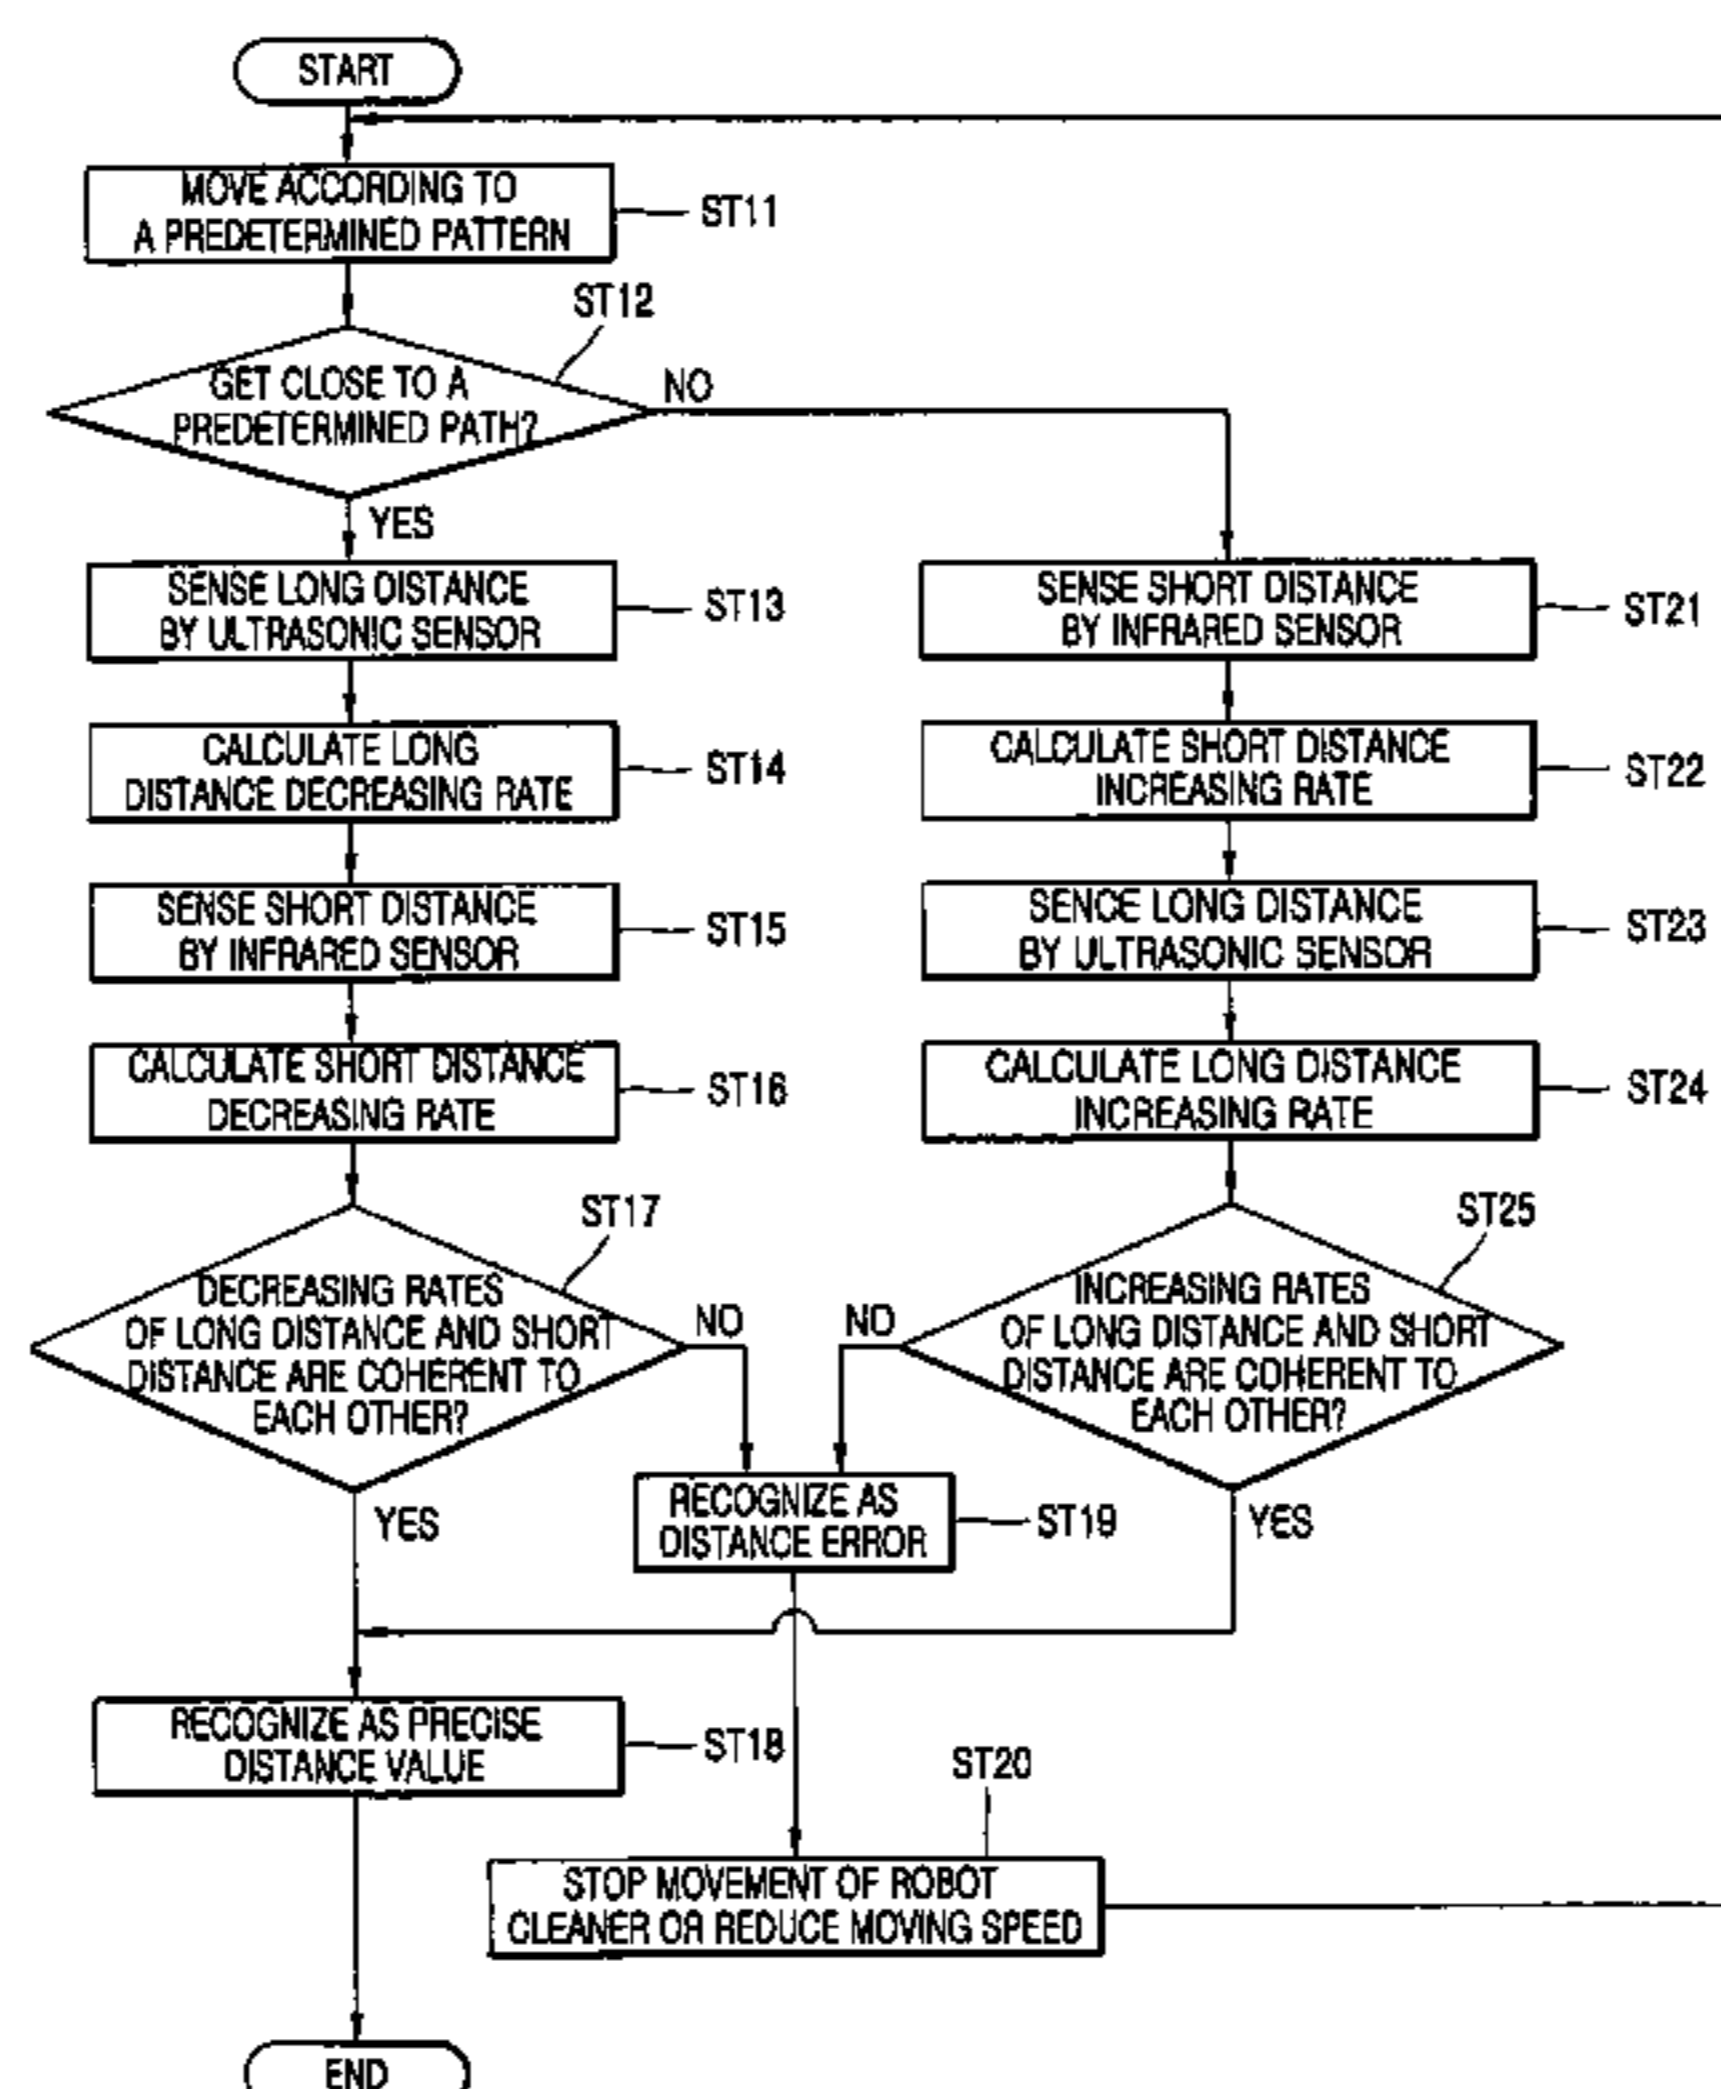 START
MOVE ACCORDING TO
A PREDETERMINED PATTERN
ST11
ST12
GET CLOSE TO A
PREDETERMINED PATH?
NO
YES
SENSE LONG DISTANCE
BY ULTRASONIC SENSOR
ST13
CALCULATE LONG
DISTANCE DECREASING RATE
ST14
SENSE SHORT DISTANCE
BY INFRARED SENSOR
ST15
CALCULATE SHORT DISTANCE
DECREASING RATE
ST16
ST17
DECREASING RATES
OF LONG DISTANCE AND SHORT
DISTANCE ARE COHERENT TO
EACH OTHER?
NO
YES
SENSE SHORT DISTANCE
BY INFRARED SENSOR
ST21
CALCULATE SHORT DISTANCE
INCREASING RATE
ST22
SENCE LONG DISTANCE
BY ULTRASONIC SENSOR
ST23
CALCULATE LONG DISTANCE
INCREASING RATE
ST24
ST25
INCREASING RATES
OF LONG DISTANCE AND SHORT
DISTANCE ARE COHERENT TO
EACH OTHER?
NO
YES
RECOGNIZE AS
DISTANCE ERROR
ST19
RECOGNIZE AS PRECISE
DISTANCE VALUE
ST18
ST20
STOP MOVEMENT OF ROBOT
CLEANER OR REDUCE MOVING SPEED
END